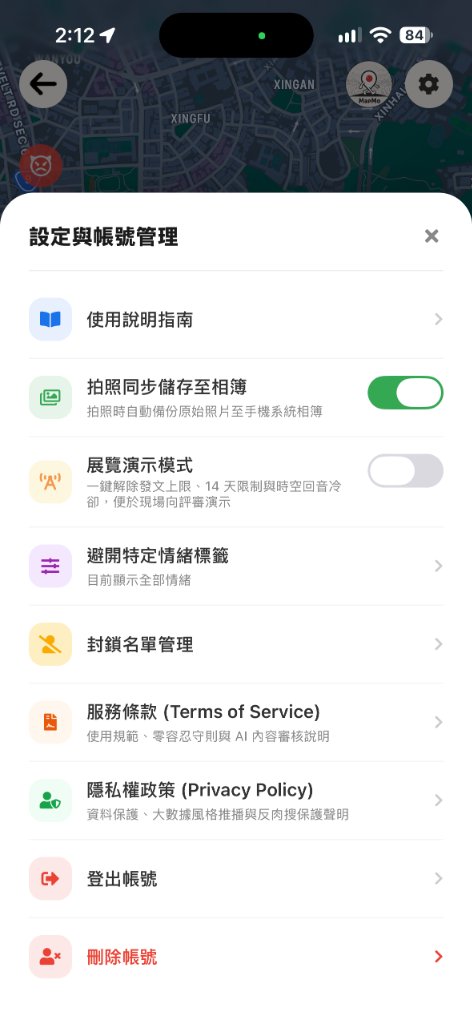 2:12
84
WANYOU
XINGAN
XINGFU
MapMo
設定與帳號管理
使用說明指南
拍照同步儲存至相簿
拍照時自動備份原始照片至手機系統相簿
展覽演示模式
一鍵解除發文上限、14 天限制與時空回音冷
卻，便於現場向評審演示
避開特定情緒標籤
目前顯示全部情緒
封鎖名單管理
服務條款 (Terms of Service)
使用規範、零容忍守則與 AI 內容審核說明
隱私權政策 (Privacy Policy)
資料保護、大數據風格推播與反肉搜保護聲明
登出帳號
刪除帳號